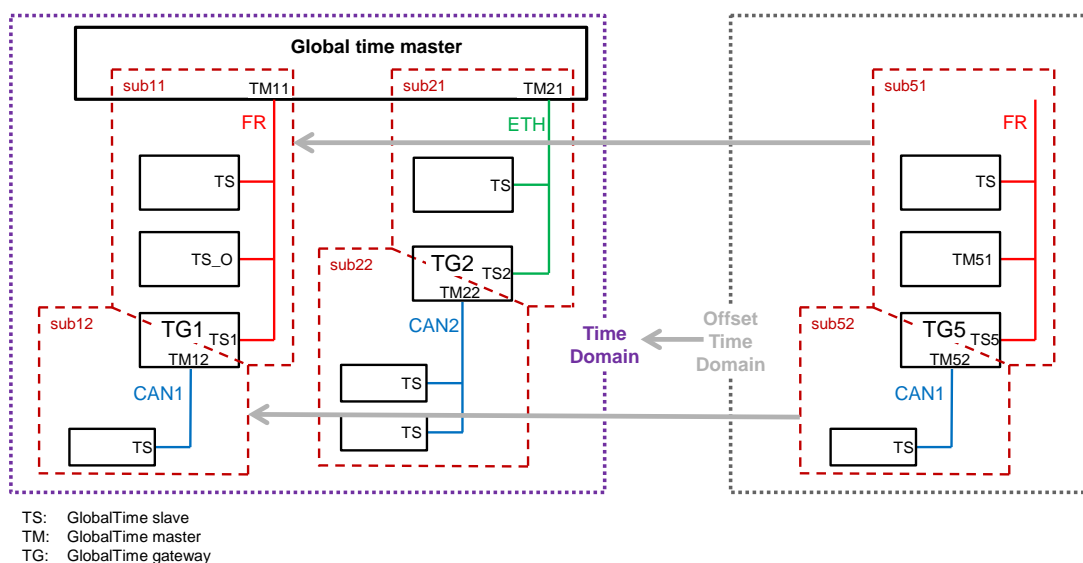 Global time master
sub11
TM11
sub21
TM21
sub51
FR
ETH
FR
TS
TS
TS
TS_O
TM51
sub22
TG2
TS2
TM22
sub12
TG1
TS1
TM12
CAN2
Time
Domain
Offset
Time
Domain
sub52
TG5
TS5
TM52
CAN1
TS
CAN1
TS
TS
TS
TS: GlobalTime slave
TM: GlobalTime master
TG: GlobalTime gateway